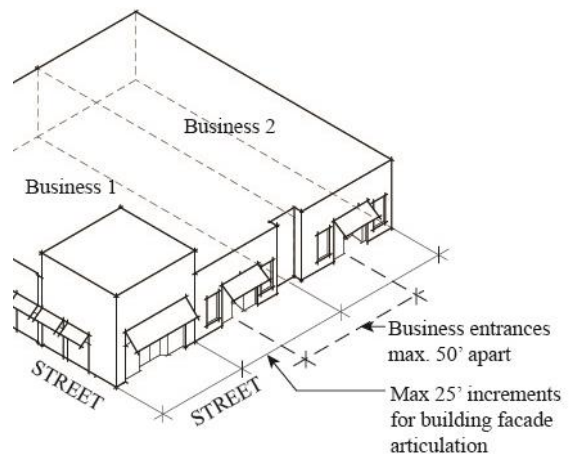 Business 2
Business 1
Business entrances
max. 50’ apart
STREET
STREET
Max 25’ increments
for building facade
articulation